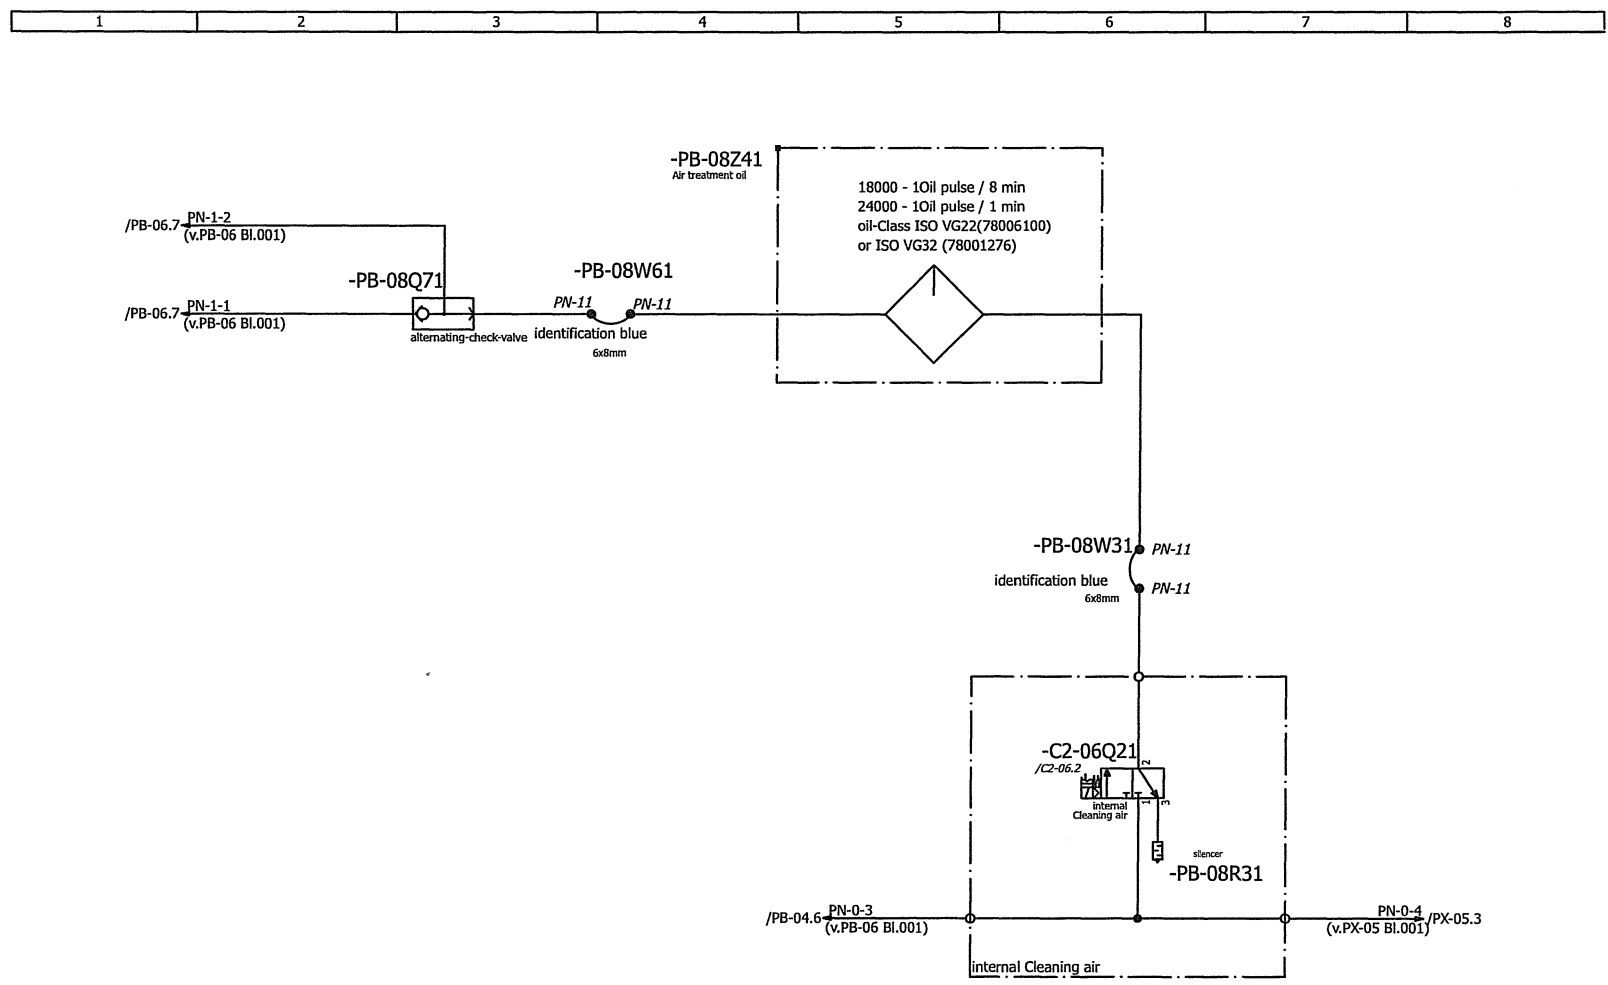 1 2 3 4 5 6 7 8
-PB-08Z41
Air treatment oil
18000 - 1Oil pulse / 8 min
24000 - 1Oil pulse / 1 min
oil-Class ISO VG22(78006100)
or ISO VG32 (78001276)
/PB-06.7
PN-1-2
(v.PB-06 Bl.001)
-PB-08Q71
/PB-06.7
PN-1-1
(v.PB-06 Bl.001)
alternating-check-valve
-PB-08W61
PN-11 PN-11
identification blue
6x8mm
-PB-08W31
PN-11
identification blue
PN-11
6x8mm
-C2-06Q21
/C2-06.2
2
1
3
internal
Cleaning air
silencer
-PB-08R31
/PB-04.6
PN-0-3
(v.PB-06 Bl.001)
PN-0-4
/PX-05.3
(v.PX-05 Bl.001)
internal Cleaning air